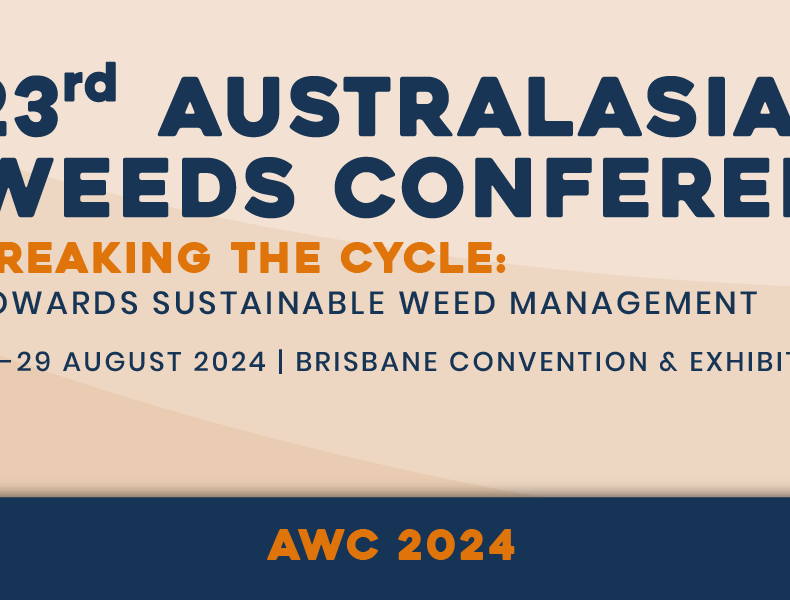 23rd AUSTRALASIA
WEEDS CONFERE
REAKING THE CYCLE:
OWARDS SUSTAINABLE WEED MANAGEMENT
–29 AUGUST 2024 | BRISBANE CONVENTION & EXHIBIT
AWC 2024